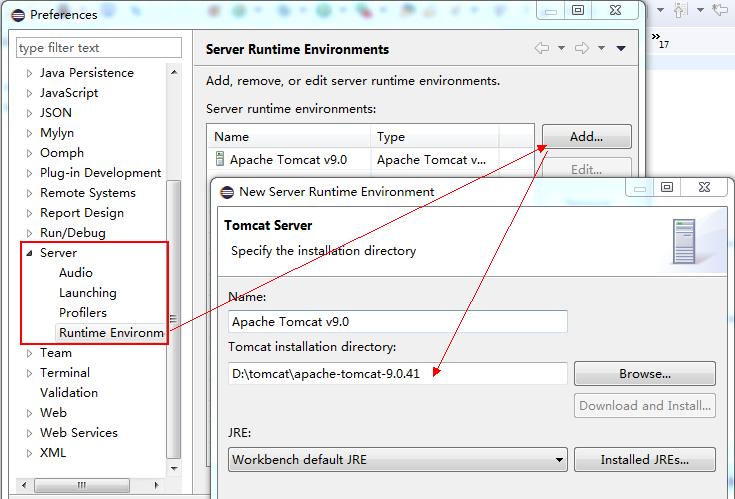 Preferences
type filter text
Java Persistence
JavaScript
JSON
Mylyn
Oomph
Plug-in Development
Remote Systems
Report Design
Run/Debug
Server
Audio
Launching
Profilers
Runtime Environm
Team
Terminal
Validation
Web
Web Services
XML
Server Runtime Environments
Add, remove, or edit server runtime environments.
Server runtime environments:
Name Type
Apache Tomcat v9.0 Apache Tomcat v...
Add...
Edit...
17
New Server Runtime Environment
Tomcat Server
Specify the installation directory
Name:
Apache Tomcat v9.0
Tomcat installation directory:
D:\tomcat\apache-tomcat-9.0.41
Browse...
Download and Install...
JRE:
Workbench default JRE
Installed JREs...